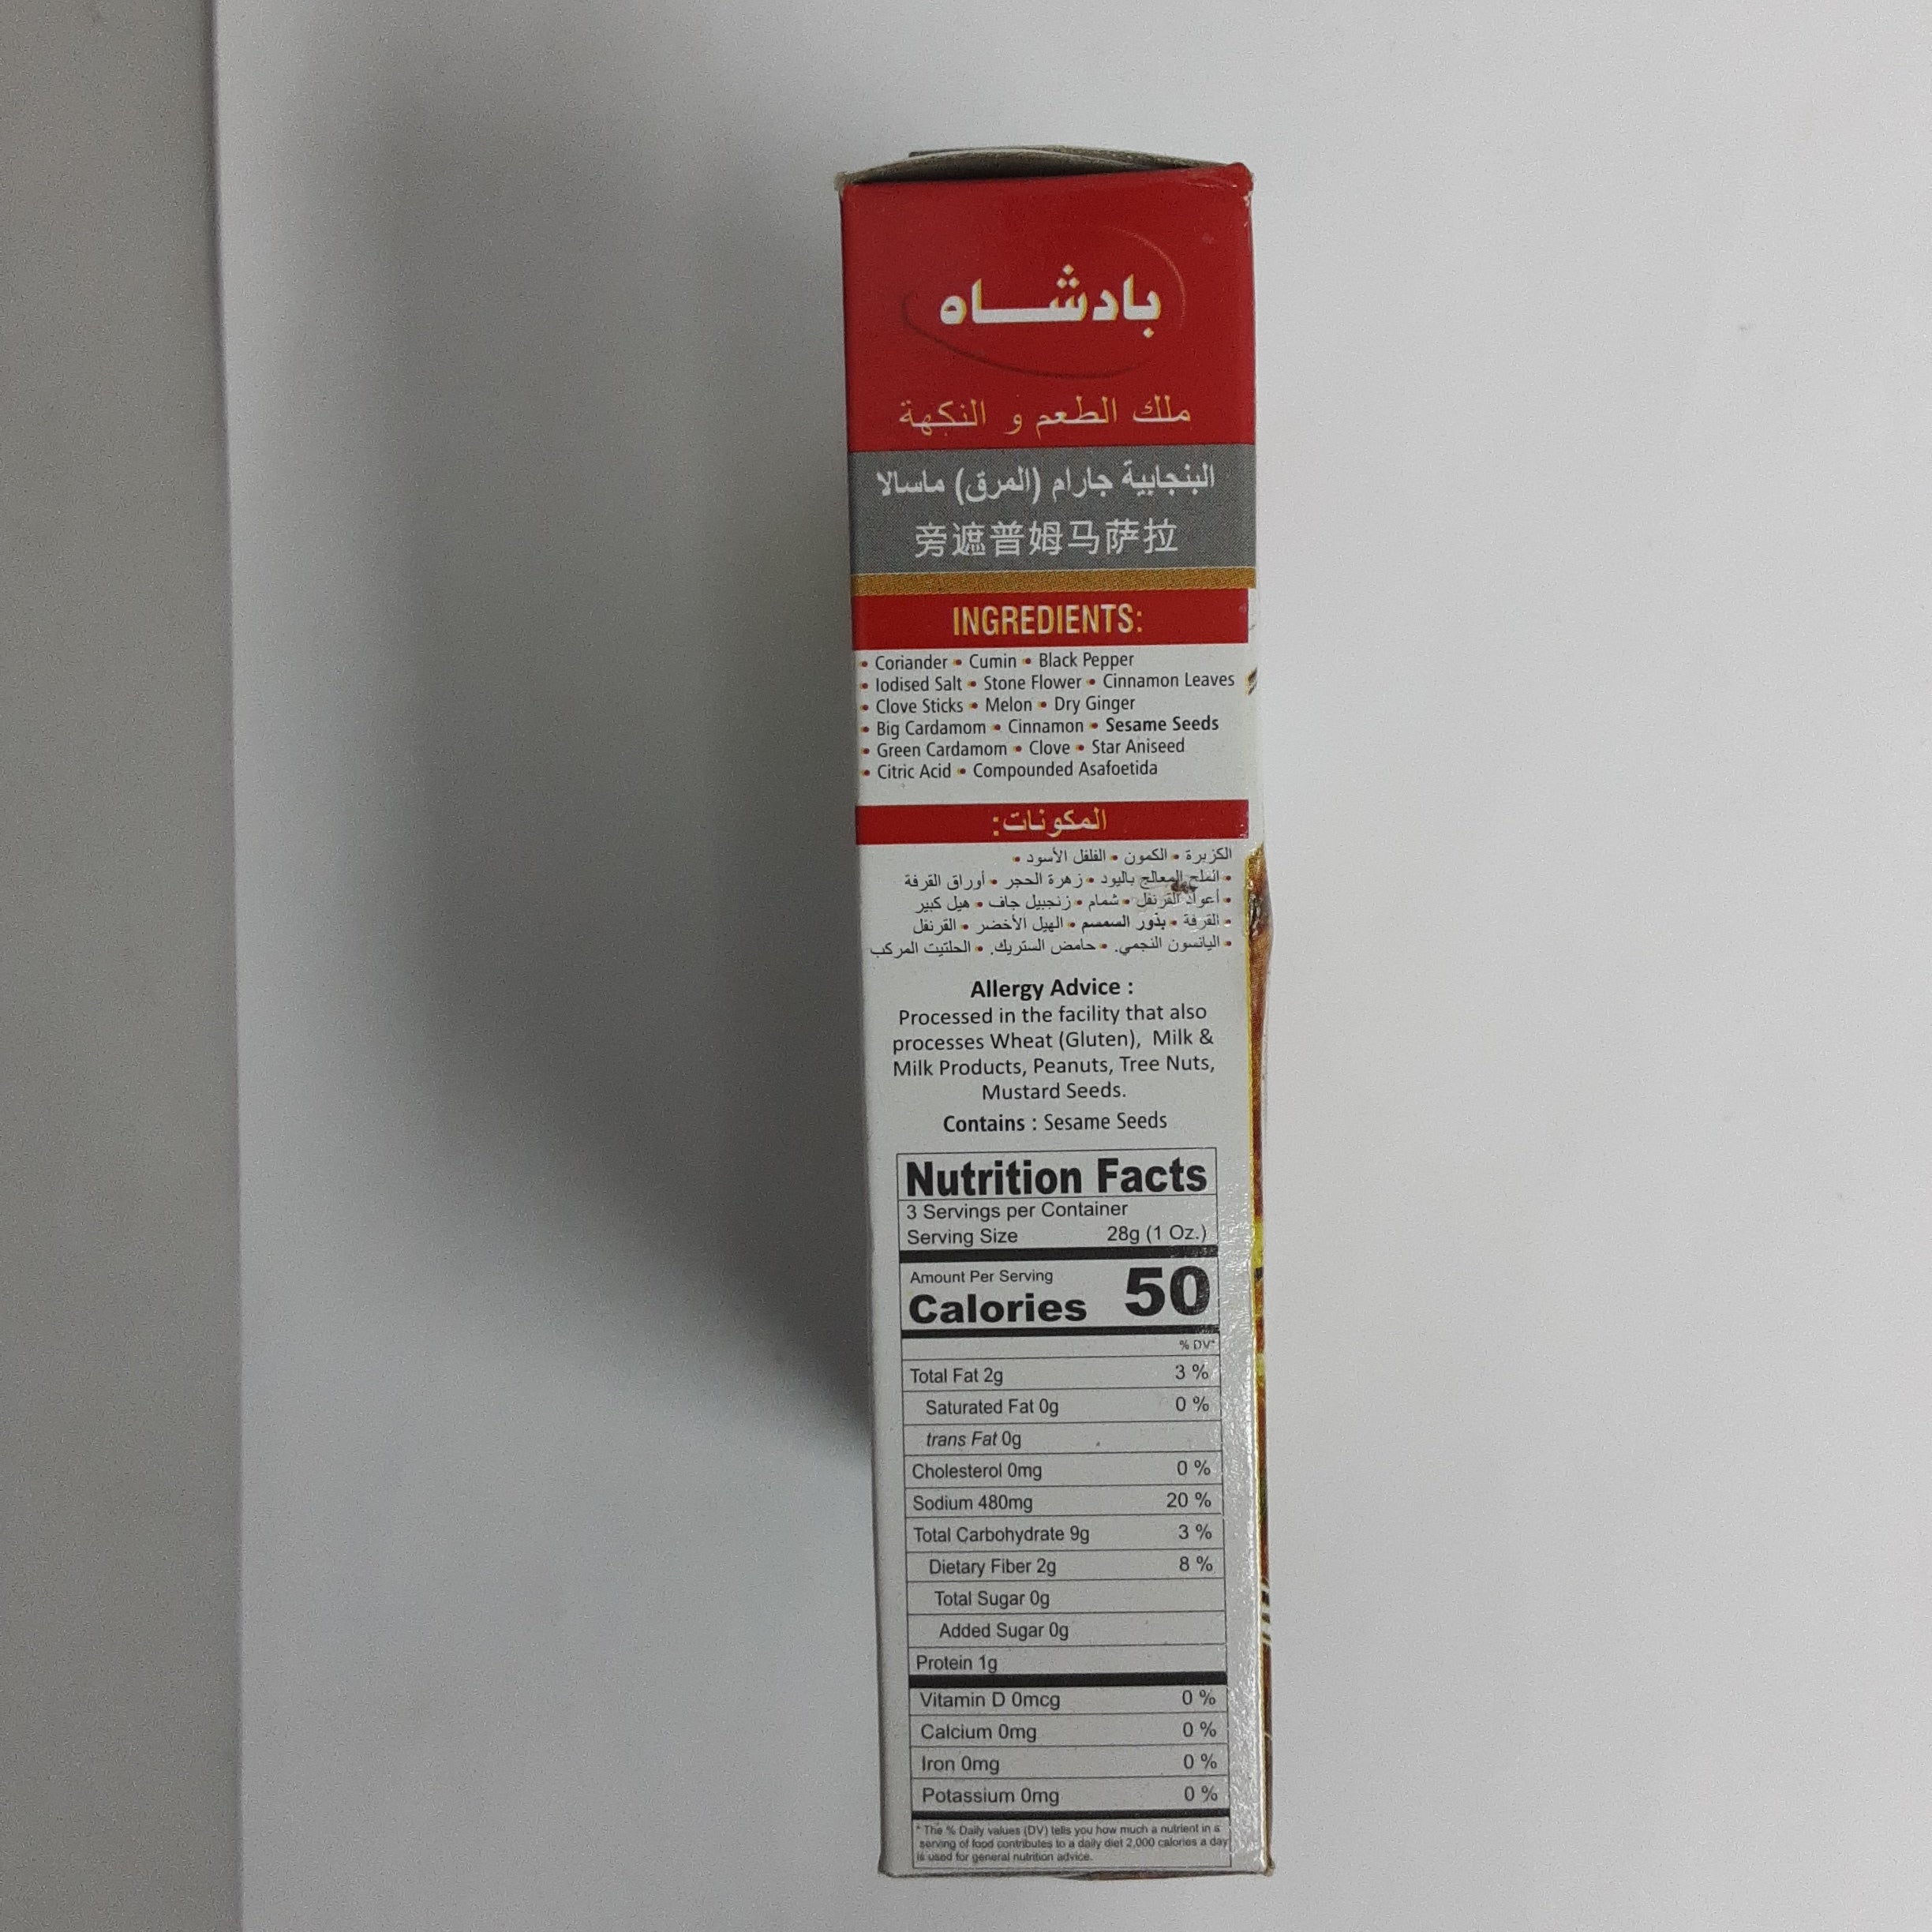 بادشاه
ملك الطعم و النكهة
البنجابية جارام (المرق) ماسالا
旁遮普姆马萨拉
INGREDIENTS:
• Coriander • Cumin • Black Pepper
• Iodised Salt • Stone Flower • Cinnamon Leaves
• Clove Sticks • Melon • Dry Ginger
• Big Cardamom • Cinnamon • Sesame Seeds
• Green Cardamom • Clove • Star Aniseed
• Citric Acid • Compounded Asafoetida
المكونات:
الكزبرة • الكمون • الفلفل الأسود •
• الملح المعالج باليود • زهرة الحجر • أوراق القرفة
• أعواد القرنفل • شمام • زنجبيل جاف • هيل كبير
• القرفة • بذور السمسم • الهيل الأخضر • القرنفل
• اليانسون النجمي. • حامض الستريك. • الحلتيت المركب
Allergy Advice :
Processed in the facility that also
processes Wheat (Gluten), Milk &
Milk Products, Peanuts, Tree Nuts,
Mustard Seeds.
Contains : Sesame Seeds
Nutrition Facts
3 Servings per Container
Serving Size 28g (1 Oz.)
Amount Per Serving
Calories 50
% DV*
Total Fat 2g 3 %
Saturated Fat 0g 0 %
trans Fat 0g
Cholesterol 0mg 0 %
Sodium 480mg 20 %
Total Carbohydrate 9g 3 %
Dietary Fiber 2g 8 %
Total Sugar 0g
Added Sugar 0g
Protein 1g
Vitamin D 0mcg 0 %
Calcium 0mg 0 %
Iron 0mg 0 %
Potassium 0mg 0 %
* The % Daily values (DV) tells you how much a nutrient in a
serving of food contributes to a daily diet 2,000 calories a day
is used for general nutrition advice.